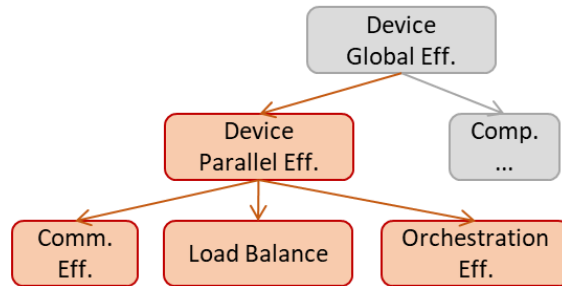 Device
Global Eff.
Device
Parallel Eff.
Comp.
...
Comm.
Eff.
Load Balance
Orchestration
Eff.